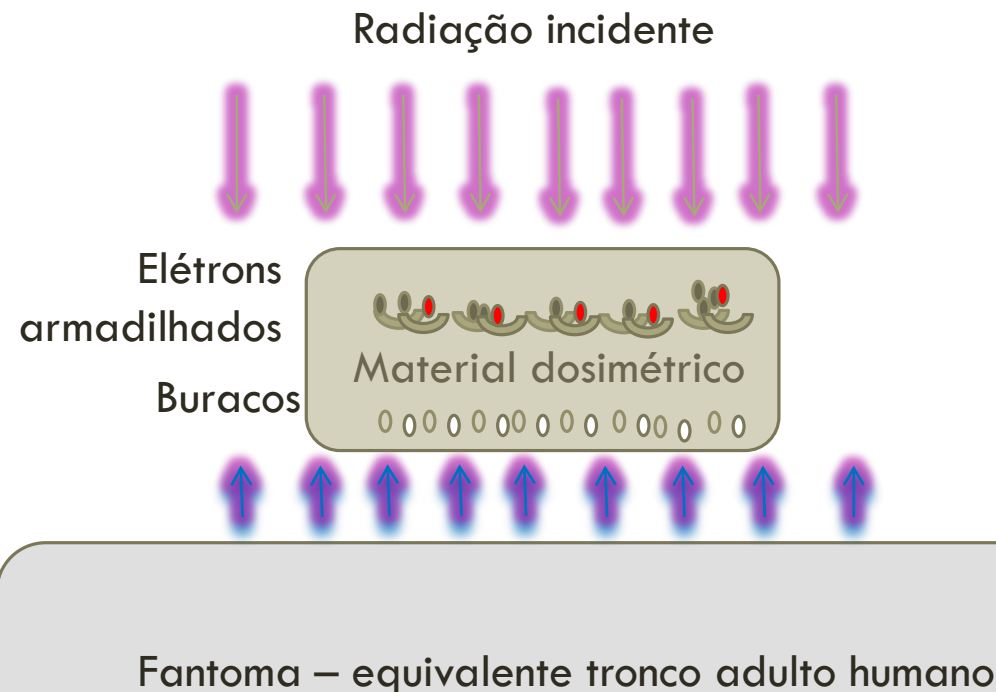 Radiação incidente
Elétrons
armadilhados
Material dosimétrico
Buracos
Fantoma – equivalente tronco adulto humano